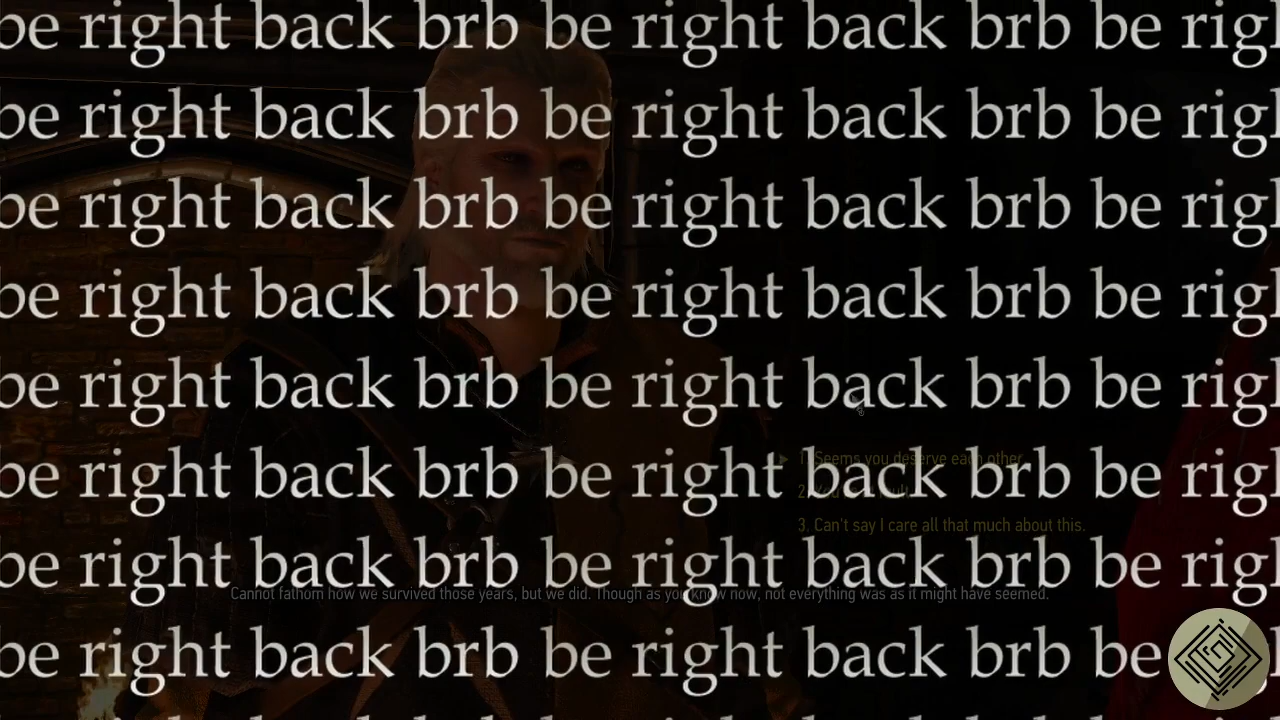 be right back brb be right back brb be rig
be right back brb be right back brb be rig
be right back brb be right back brb be rig
be right back brb be right back brb be rig
be right back brb be right back brb be rig
1. Seems you deserve each other.
be right back brb be right back brb be rig
2.
3. Can't say I care all that much about this.
be right back brb be right back brb be rig
Cannot fathom how we survived those years, but we did. Though as you know now, not everything was as it might have seemed.
be right back brb be right back brb be